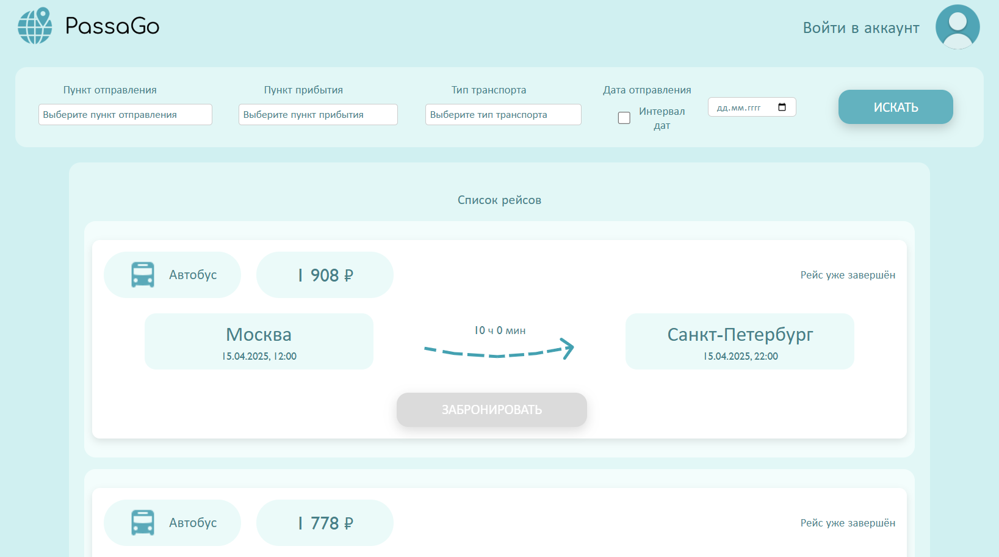 PassaGo
Войти в аккаунт
Пункт отправления
Выберите пункт отправления
Пункт прибытия
Выберите пункт прибытия
Тип транспорта
Выберите тип транспорта
Дата отправления
Интервал
дат
дд.мм.гггг
ИСКАТЬ
Список рейсов
Автобус
1 908 ₽
Рейс уже завершён
Москва
15.04.2025, 12:00
10 ч 0 мин
Санкт-Петербург
15.04.2025, 22:00
ЗАБРОНИРОВАТЬ
Автобус
1 778 ₽
Рейс уже завершён